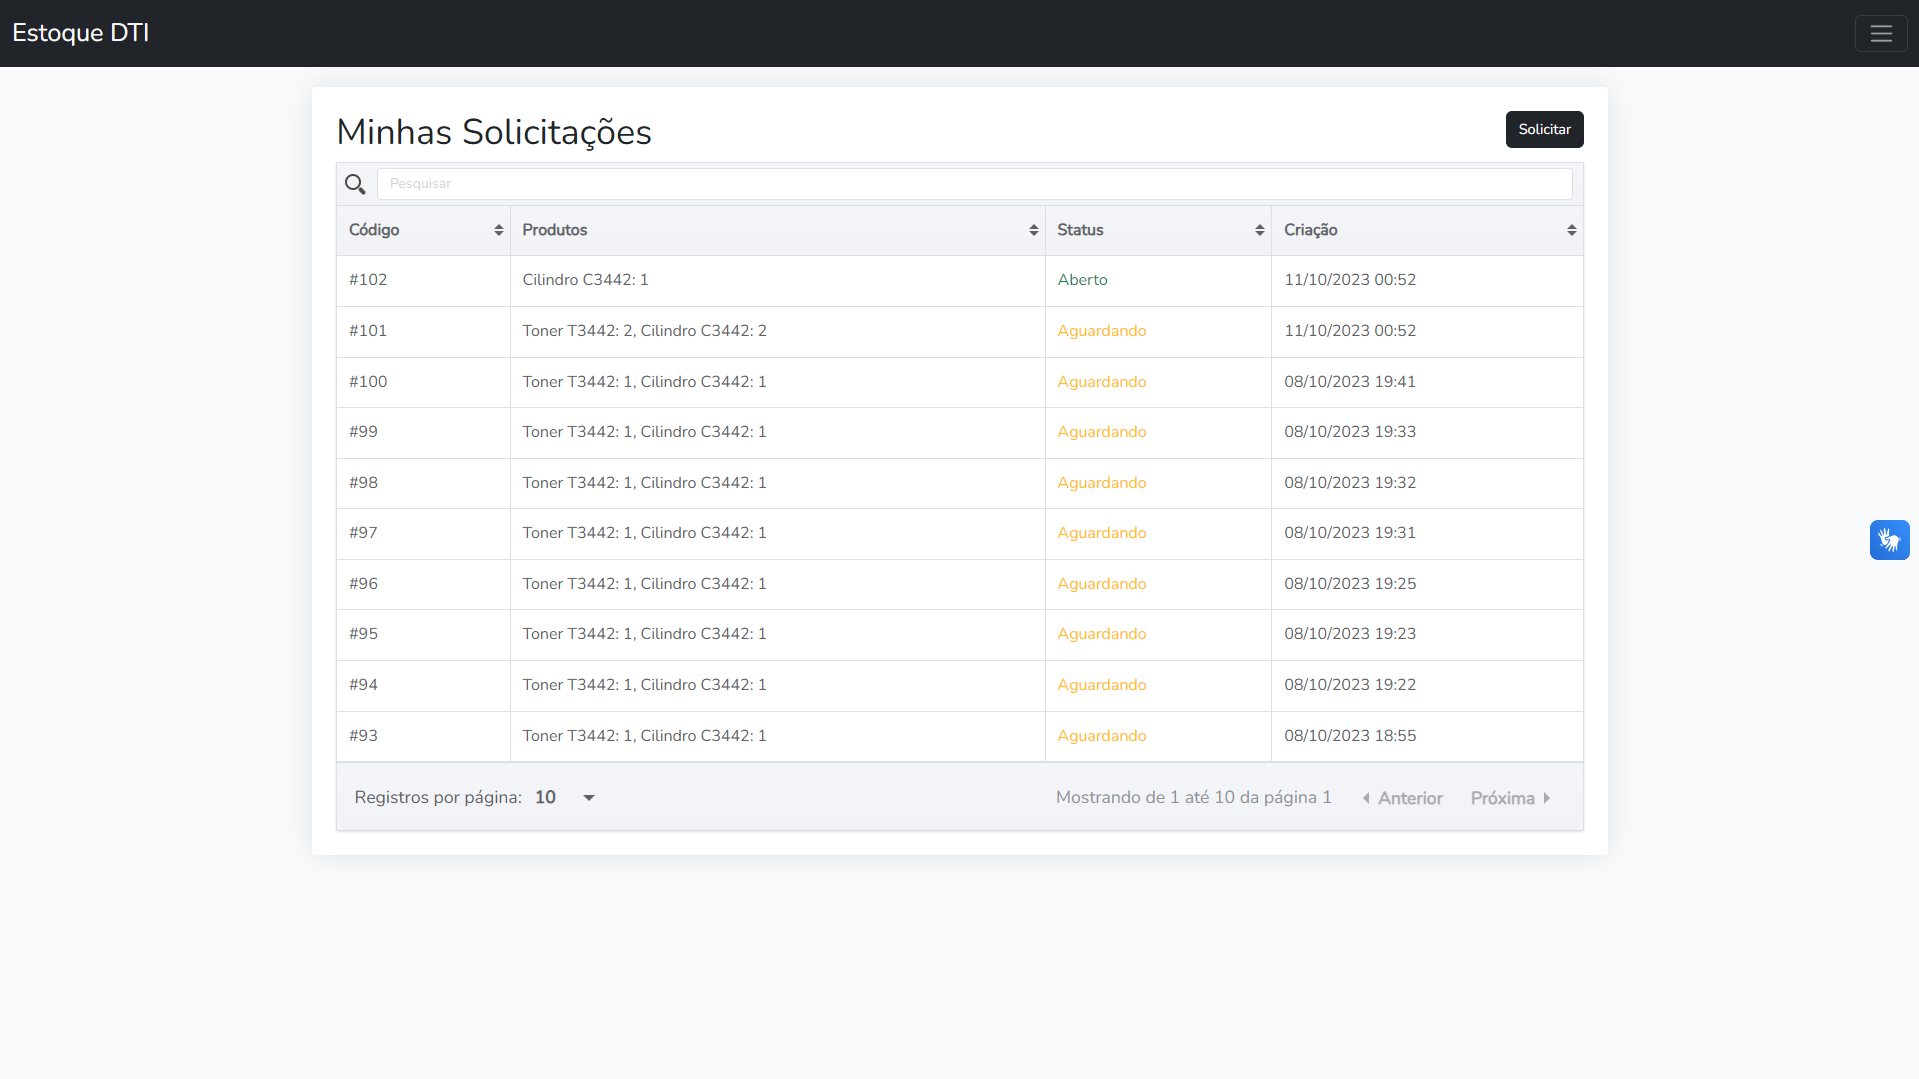 Estoque DTI
Minhas Solicitações
Solicitar
Pesquisar
Código Produtos Status Criação
#102 Cilindro C3442: 1 Aberto 11/10/2023 00:52
#101 Toner T3442: 2, Cilindro C3442: 2 Aguardando 11/10/2023 00:52
#100 Toner T3442: 1, Cilindro C3442: 1 Aguardando 08/10/2023 19:41
#99 Toner T3442: 1, Cilindro C3442: 1 Aguardando 08/10/2023 19:33
#98 Toner T3442: 1, Cilindro C3442: 1 Aguardando 08/10/2023 19:32
#97 Toner T3442: 1, Cilindro C3442: 1 Aguardando 08/10/2023 19:31
#96 Toner T3442: 1, Cilindro C3442: 1 Aguardando 08/10/2023 19:25
#95 Toner T3442: 1, Cilindro C3442: 1 Aguardando 08/10/2023 19:23
#94 Toner T3442: 1, Cilindro C3442: 1 Aguardando 08/10/2023 19:22
#93 Toner T3442: 1, Cilindro C3442: 1 Aguardando 08/10/2023 18:55
Registros por página: 10 Mostrando de 1 até 10 da página 1 Anterior Próxima